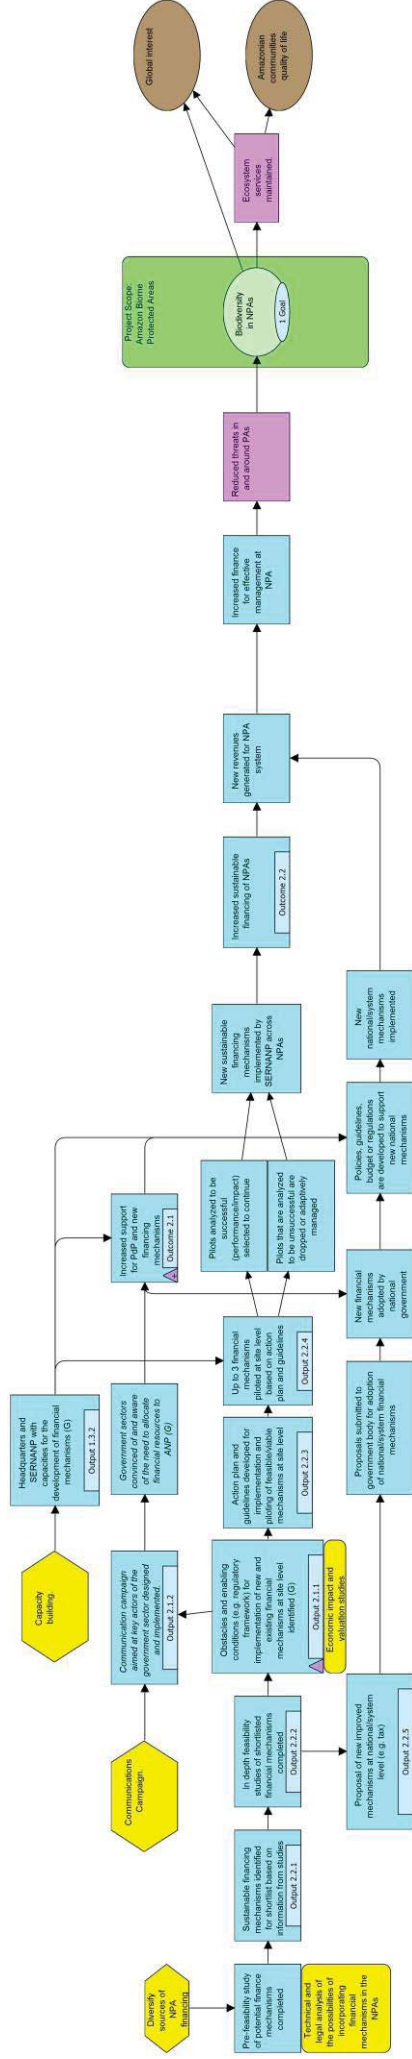 Diversify
sources of
NPA
financing
Pre-feasibility study
of potential finance
mechanisms
completed
Technical and
legal analysis of
the possibilities of
incorporating
financial
mechanisms in the
NPAs
Sustainable financing
mechanisms identified
for shortlist based on
information from studies
Output 2.2.1
In depth feasibility
studies of shortlisted
financial mechanisms
completed
Output 2.2.2
Proposal of new improved
mechanisms at national/system
level (e.g. tax)
Output 2.2.5
Communications
Campaign.
Communication campaign
aimed at key actors of the
government sector designed
and implemented.
Output 2.1.2
Obstacles and enabling
conditions (e.g. regulatory
framework) for
implementation of new and
existing financial
mechanisms at site level
identified (G)
Output 2.1.1
Economic impact and
valuation studies
Capacity
building.
Headquarters and
SERNANP with
capacities for the
development of financial
mechanisms (G)
Output 1.3.2
Government sectors
convinced of and aware
of the need to allocate
financial resources to
ANP (G)
Action plan and
guidelines developed for
implementation and
piloting of feasible/viable
mechanisms at site level
Output 2.2.3
Proposals submitted to
government body for adoption
of national/system financial
mechanisms
Up to 3 financial
mechanisms
piloted at site level
based on action
plan and guidelines
Output 2.2.4
Increased support
for PdP and new
financing
mechanisms
Outcome 2.1
New financial
mechanisms
adopted by
national
government
Pilots analyzed to be
successful
(performance/impact)
selected to continue
Pilots that are analyzed
to be unsuccessful are
dropped or adaptively
managed
Policies, guidelines,
budget or regulations
are developed to support
new national
mechanisms
New sustainable
financing
mechanisms
implemented by
SERNANP across
NPAs
New
national/system
mechanisms
implemented
Increased sustainable
financing of NPAs
Outcome 2.2
New revenues
generated for NPA
system
Increased finance
for effective
management at
NPA
Reduced threats in
and around PAs
Project Scope:
Amazon Biome
Protected Areas
Biodiversity
in NPAs
1 Goal
Ecosystem
services
maintained.
Global interest
Amazonian
communities
quality of life